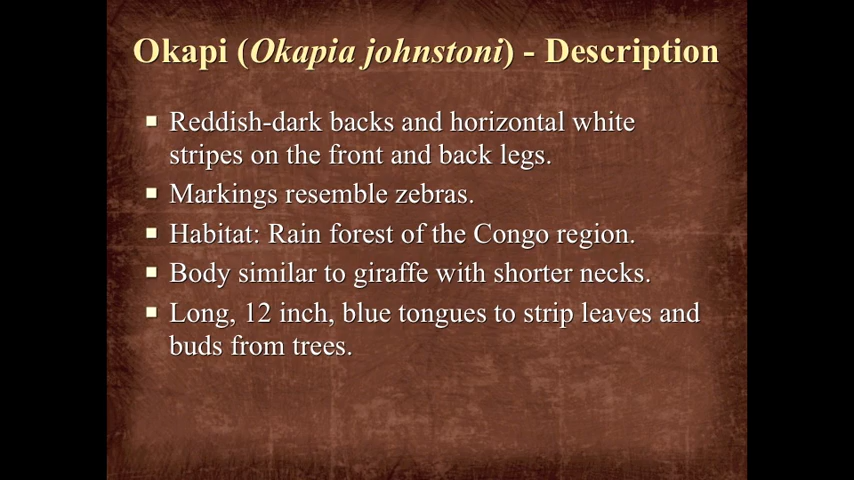 Okapi (Okapia johnstoni) - Description
Reddish-dark backs and horizontal white
stripes on the front and back legs.
Markings resemble zebras.
Habitat: Rain forest of the Congo region.
Body similar to giraffe with shorter necks.
Long, 12 inch, blue tongues to strip leaves and
buds from trees.